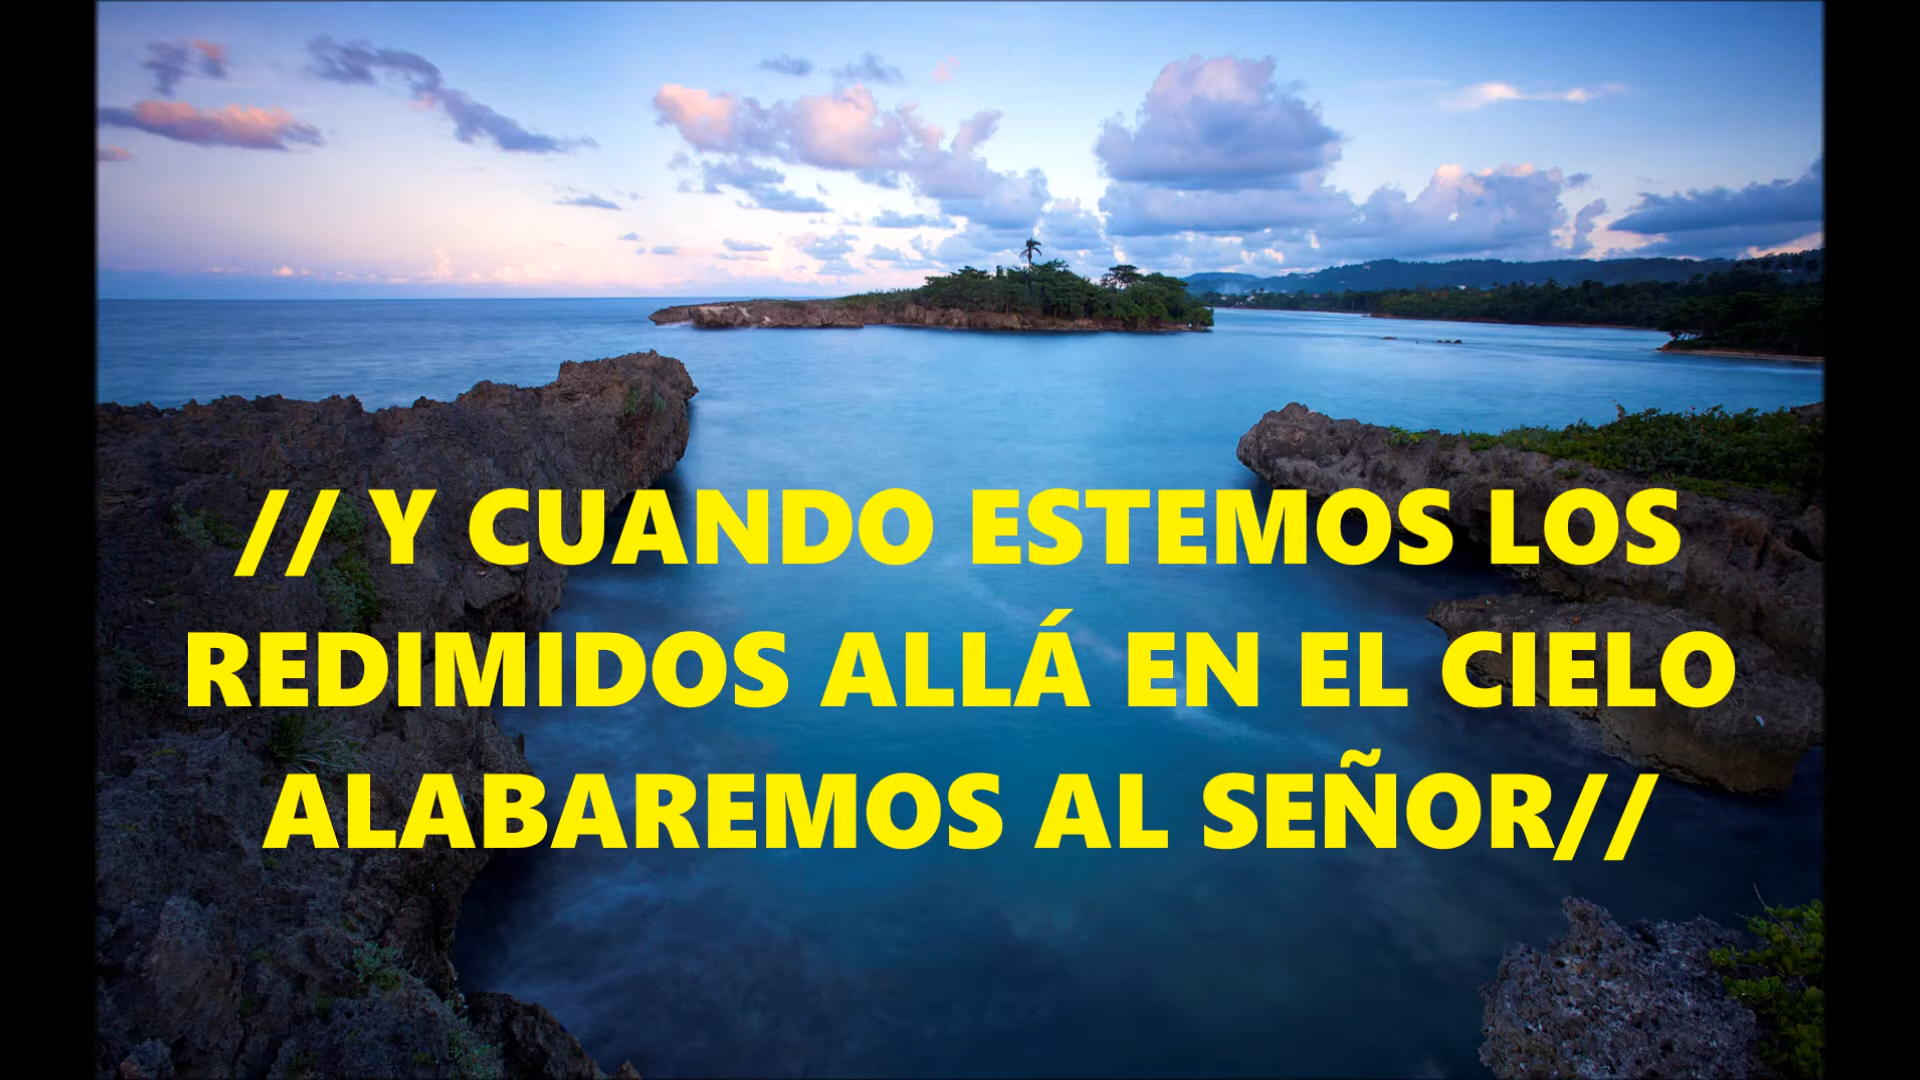 // Y CUANDO ESTEMOS LOS
REDIMIDOS ALLÁ EN EL CIELO
ALABAREMOS AL SEÑOR//